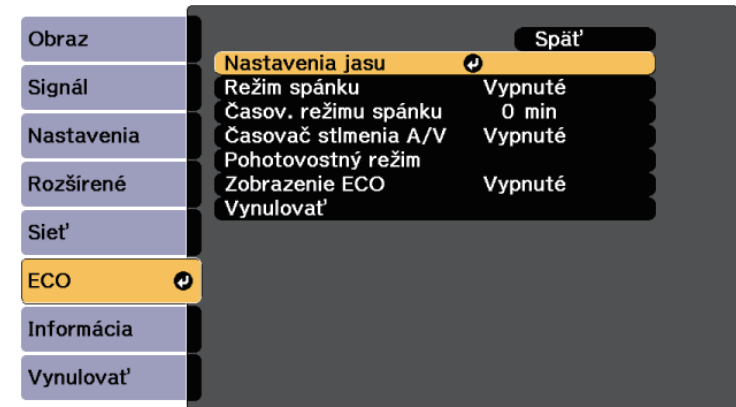 Obraz
Signál
Nastavenia
Rozšírené
Sieť
ECO
Informácia
Vynulovať
Späť
Nastavenia jasu
Režim spánku Vypnuté
Časov. režimu spánku 0 min
Časovač stlmenia A/V Vypnuté
Pohotovostný režim
Zobrazenie ECO Vypnuté
Vynulovať